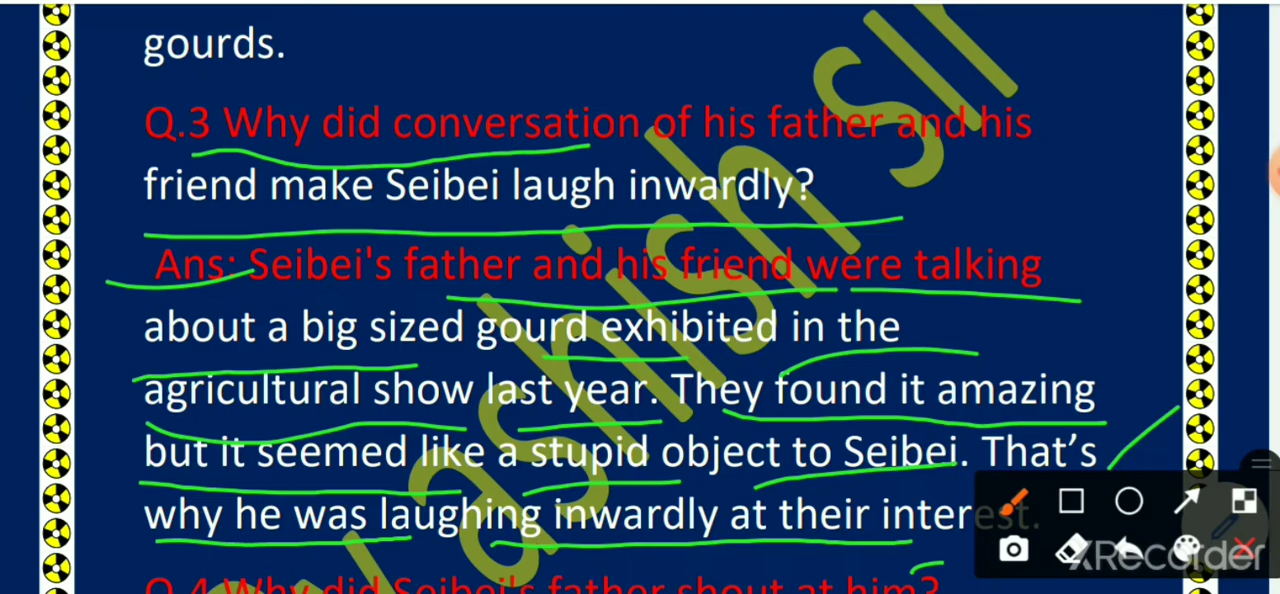 gourds.
Q.3 Why did conversation of his father and his
friend make Seibei laugh inwardly?
Ans: Seibei's father and his friend were talking
about a big sized gourd exhibited in the
agricultural show last year. They found it amazing
but it seemed like a stupid object to Seibei. That's
why he was laughing inwardly at their interest.
Q.4 Why did Seibei's father shout at him?
ashish sir
XRecorder